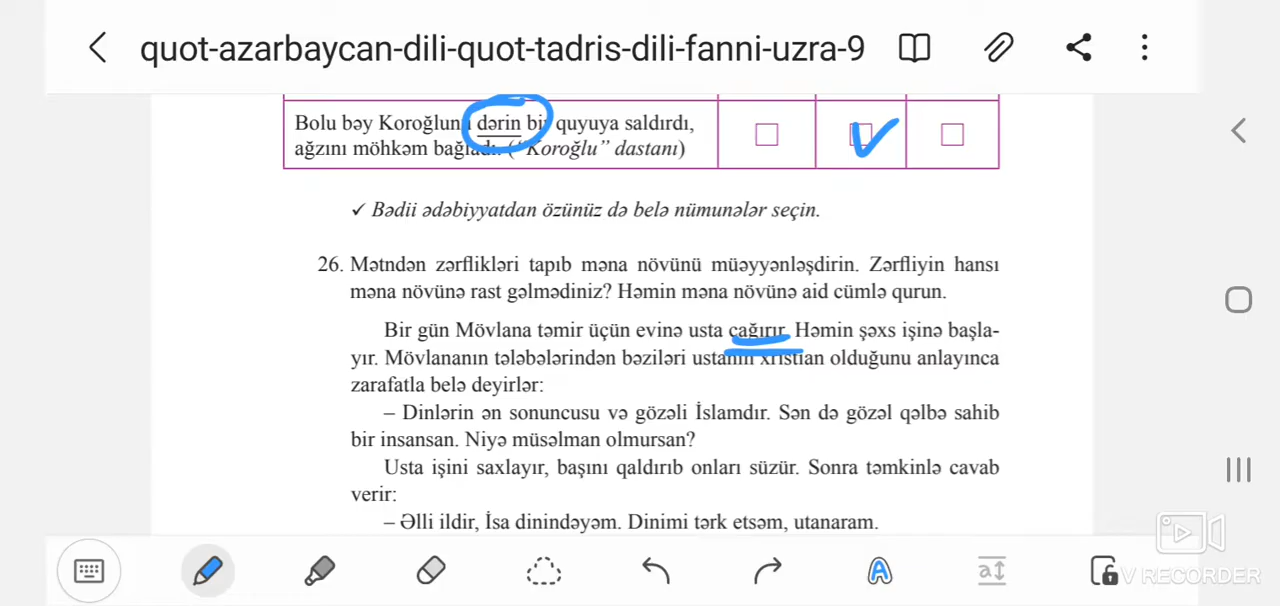 quot-azarbaycan-dili-quot-tadris-dili-fanni-uzra-9
Bolu bəy Koroğlunu dərin bir quyuya saldırdı,
ağzını möhkəm bağladı. (“Koroğlu” dastanı)
✓ Bədii ədəbiyyatdan özünüz də belə nümunələr seçin.
26. Mətndən zərflikləri tapıb məna növünü müəyyənləşdirin. Zərfliyin hansı
məna növünə rast gəlmədiniz? Həmin məna növünə aid cümlə qurun.
Bir gün Mövlana təmir üçün evinə usta çağırır. Həmin şəxs işinə başla-
yır. Mövlananın tələbələrindən bəziləri ustanın xristian olduğunu anlayınca
zarafatla belə deyirlər:
– Dinlərin ən sonuncusu və gözəli İslamdır. Sən də gözəl qəlbə sahib
bir insansan. Niyə müsəlman olmursan?
Usta işini saxlayır, başını qaldırıb onları süzür. Sonra təmkinlə cavab
verir:
– Əlli ildir, İsa dinindəyəm. Dinimi tərk etsəm, utanaram.
V RECORDER